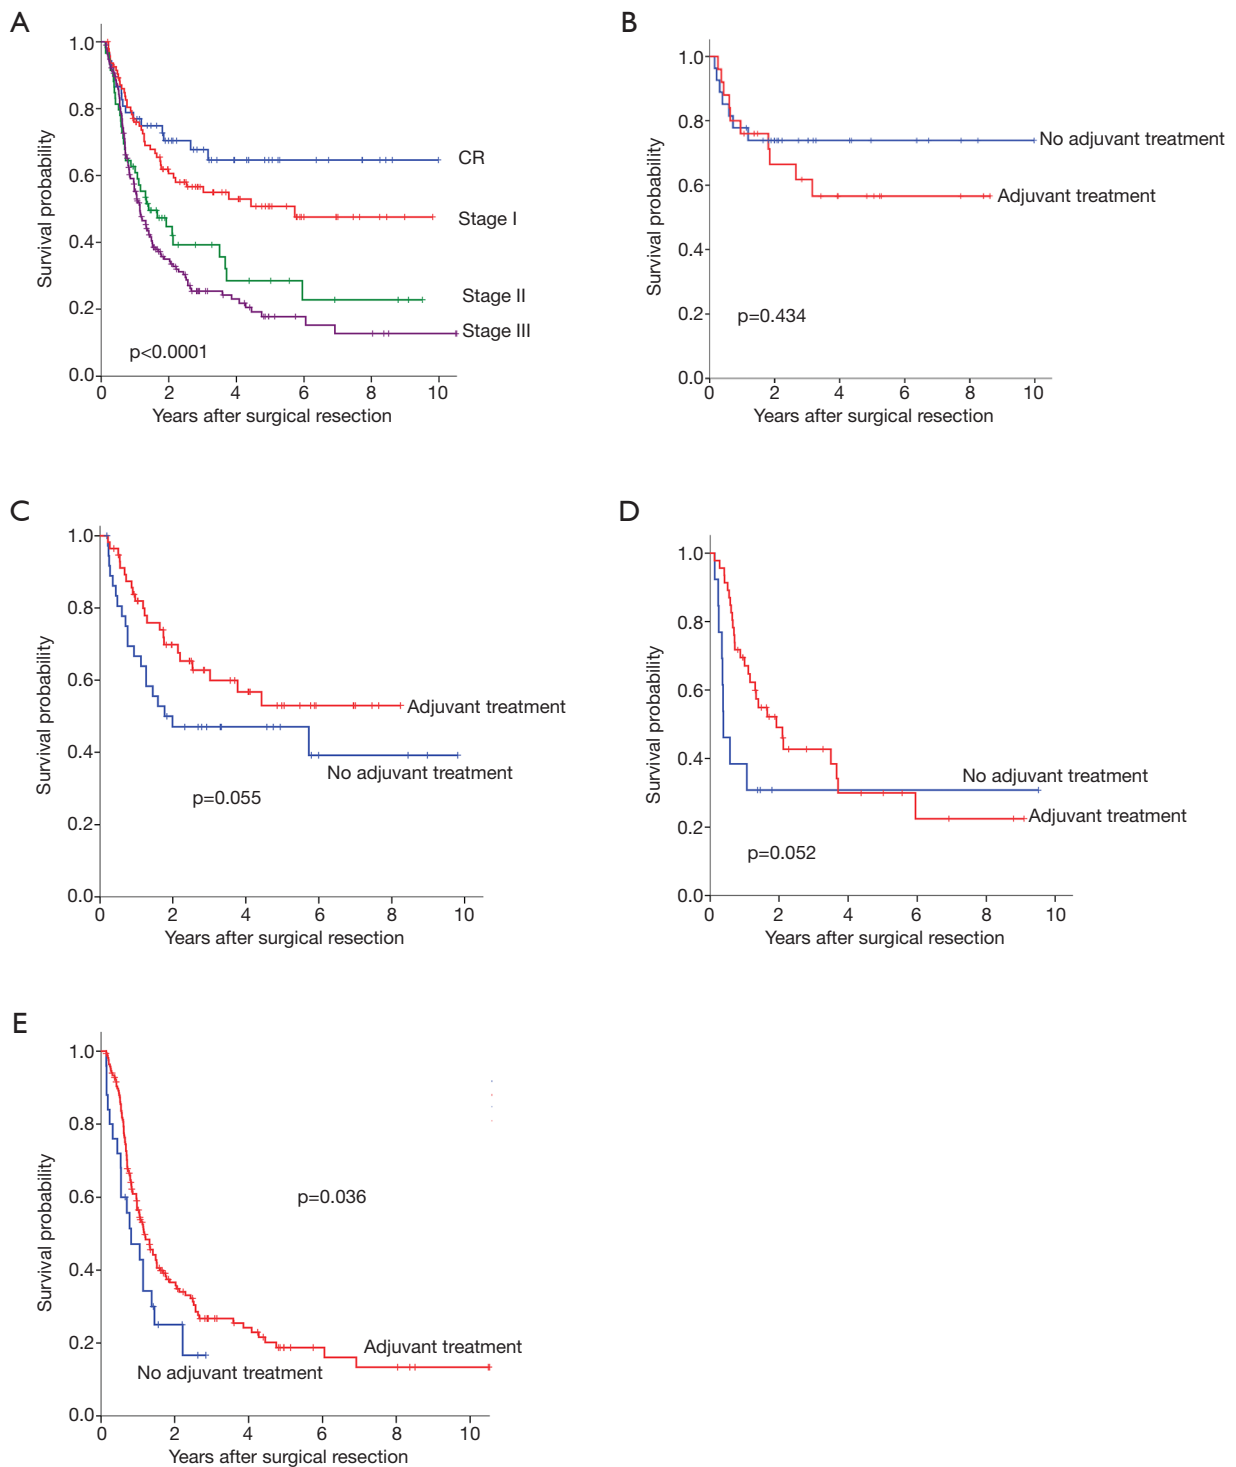 A
1.0
0.8
0.6
0.4
0.2
0.0
Survival probability
CR
Stage I
Stage II
Stage III
p<0.0001
0 2 4 6 8 10
Years after surgical resection
B
1.0
0.8
0.6
0.4
0.2
0.0
Survival probability
No adjuvant treatment
Adjuvant treatment
p=0.434
0 2 4 6 8 10
Years after surgical resection
C
1.0
0.8
0.6
0.4
0.2
0.0
Survival probability
Adjuvant treatment
No adjuvant treatment
p=0.055
0 2 4 6 8 10
Years after surgical resection
D
1.0
0.8
0.6
0.4
0.2
0.0
Survival probability
No adjuvant treatment
Adjuvant treatment
p=0.052
0 2 4 6 8 10
Years after surgical resection
E
1.0
0.8
0.6
0.4
0.2
0.0
Survival probability
p=0.036
Adjuvant treatment
No adjuvant treatment
0 2 4 6 8 10
Years after surgical resection